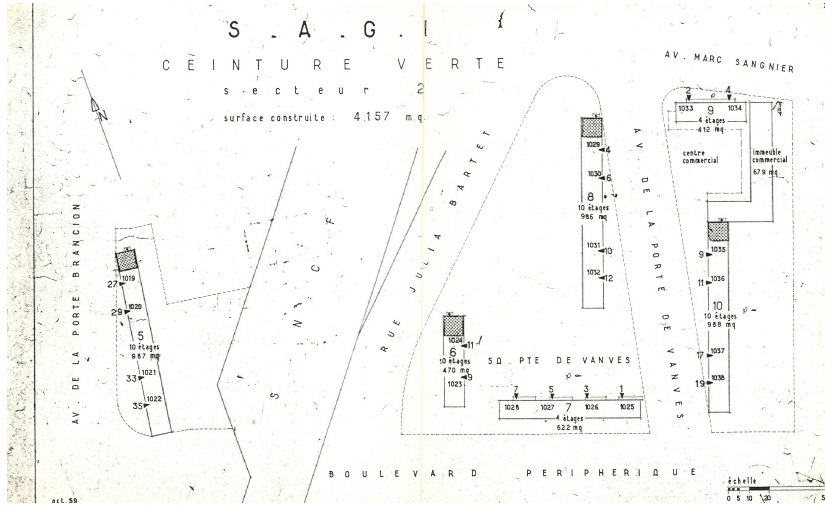 S . A . G . I
CEINTURE VERTE
secteur 2
surface construite : 4.157 m.q.
N
AV. MARC SANGNIER
AV. DE LA PORTE BRANCION
1019
27
1020
29
5
10 étages
987 mq
33
1021
1022
35
S N C F
RUE JULIA BARTET
1024
11
6
10 étages
470 mq
9
1023
SQ. PTE DE VANVES
7 5 3 1
1028 1027 7 1026 1025
4 étages
622 mq
1029
4
1030
6
8
10 étages
986 mq
1031
10
1032
12
AV. DE LA PORTE DE VANVES
2 4
1033 9 1034
4 étages
412 mq
centre
commercial
immeuble
commercial
679 mq
1035
9
1036
11
10
10 étages
988 mq
1037
17
1038
19
BOULEVARD PERIPHERIQUE
échelle
0 5 10 20 5
oct. 59